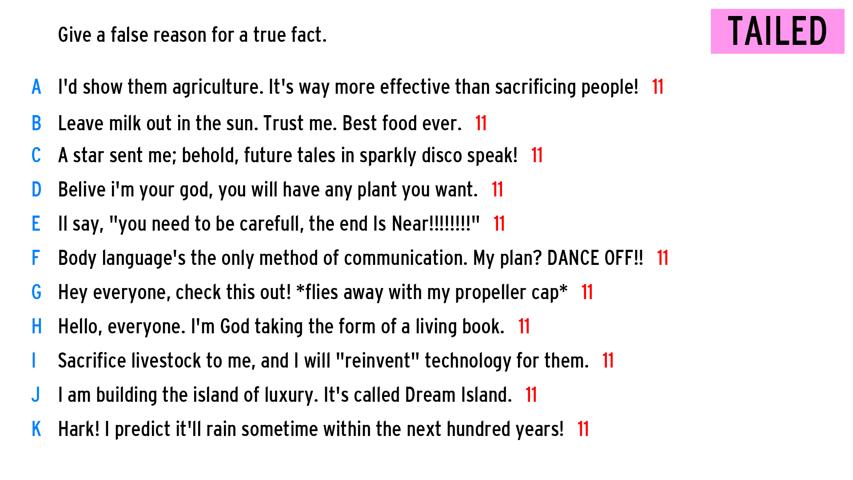 Give a false reason for a true fact.
TAILED
A I'd show them agriculture. It's way more effective than sacrificing people! 11
B Leave milk out in the sun. Trust me. Best food ever. 11
C A star sent me; behold, future tales in sparkly disco speak! 11
D Belive i'm your god, you will have any plant you want. 11
E Il say, "you need to be carefull, the end Is Near!!!!!!!!" 11
F Body language's the only method of communication. My plan? DANCE OFF!! 11
G Hey everyone, check this out! *flies away with my propeller cap* 11
H Hello, everyone. I'm God taking the form of a living book. 11
I Sacrifice livestock to me, and I will "reinvent" technology for them. 11
J I am building the island of luxury. It's called Dream Island. 11
K Hark! I predict it'll rain sometime within the next hundred years! 11